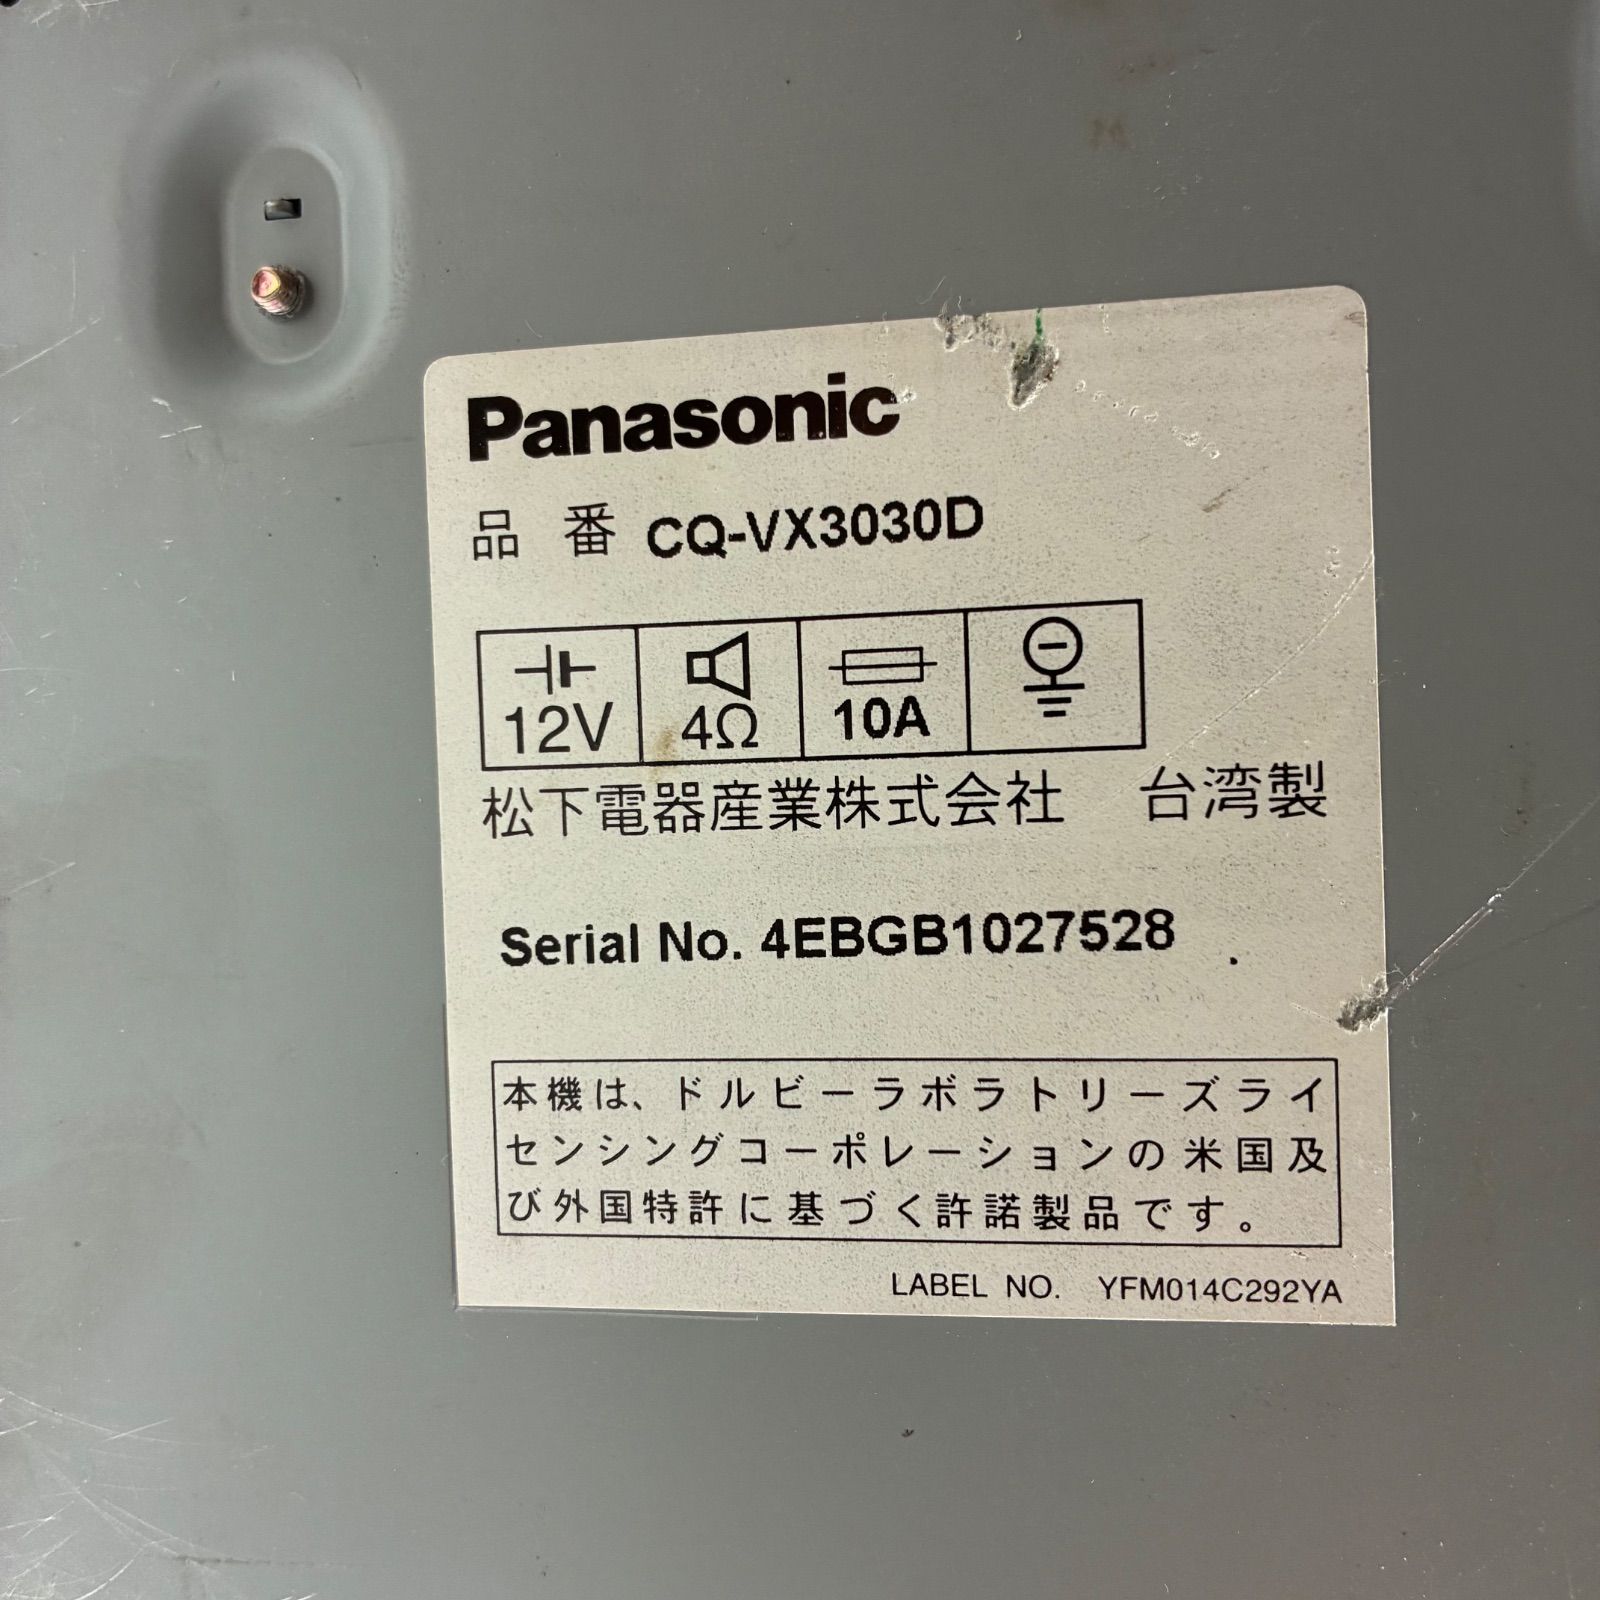 Panasonic
品 番 CQ-VX3030D
12V 4Ω 10A
松下電器産業株式会社 台湾製
Serial No. 4EBGB1027528
本機は、ドルビーラボラトリーズライ
センシングコーポレーションの米国及
び外国特許に基づく許諾製品です。
LABEL NO. YFM014C292YA